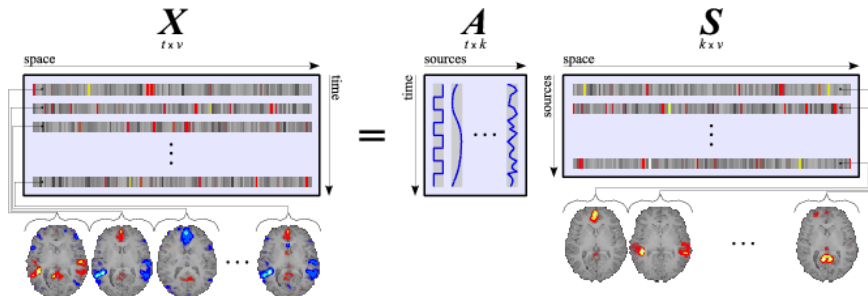 X
t x v
space
time
=
A
t x k
sources
time
S
k x v
space
sources